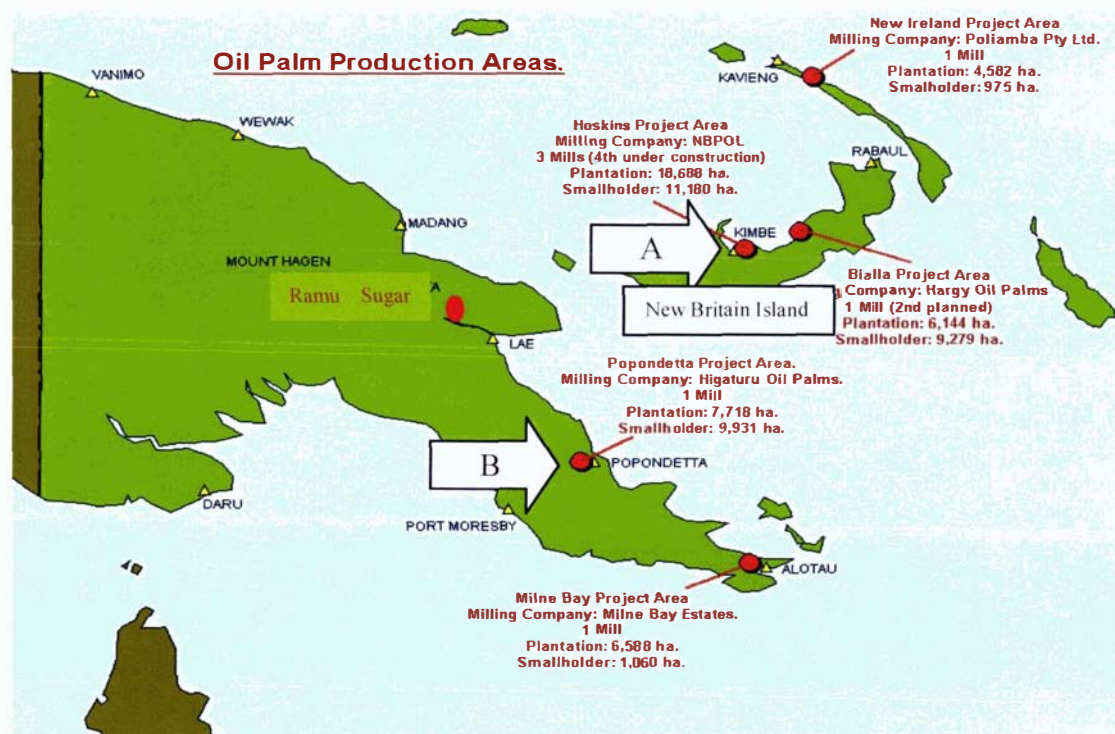 Oil Palm Production Areas.
New Ireland Project Area
Milling Company: Poliamba Pty Ltd.
1 Mill
Plantation: 4,582 ha.
Smalholder: 975 ha.
KAVIENG
VANIMO
WEWAK
Hoskins Project Area
Milling Company: NBPOL
3 Mills (4th under construction)
Plantation: 18,688 ha.
Smallholder: 11,180 ha.
RABAUL
MADANG
A
KIMBE
MOUNT HAGEN
Ramu Sugar
Bialla Project Area
Company: Hargy Oil Palms
1 Mill (2nd planned)
Plantation: 6,144 ha.
Smallholder: 9,279 ha.
New Britain Island
LAE
Popondetta Project Area.
Milling Company: Higaturu Oil Palms.
1 Mill
Plantation: 7,718 ha.
Smallholder: 9,931 ha.
B
POPONDETTA
DARU
PORT MORESBY
ALOTAU
Milne Bay Project Area
Milling Company: Milne Bay Estates.
1 Mill
Plantation: 6,588 ha.
Smallholder: 1,060 ha.